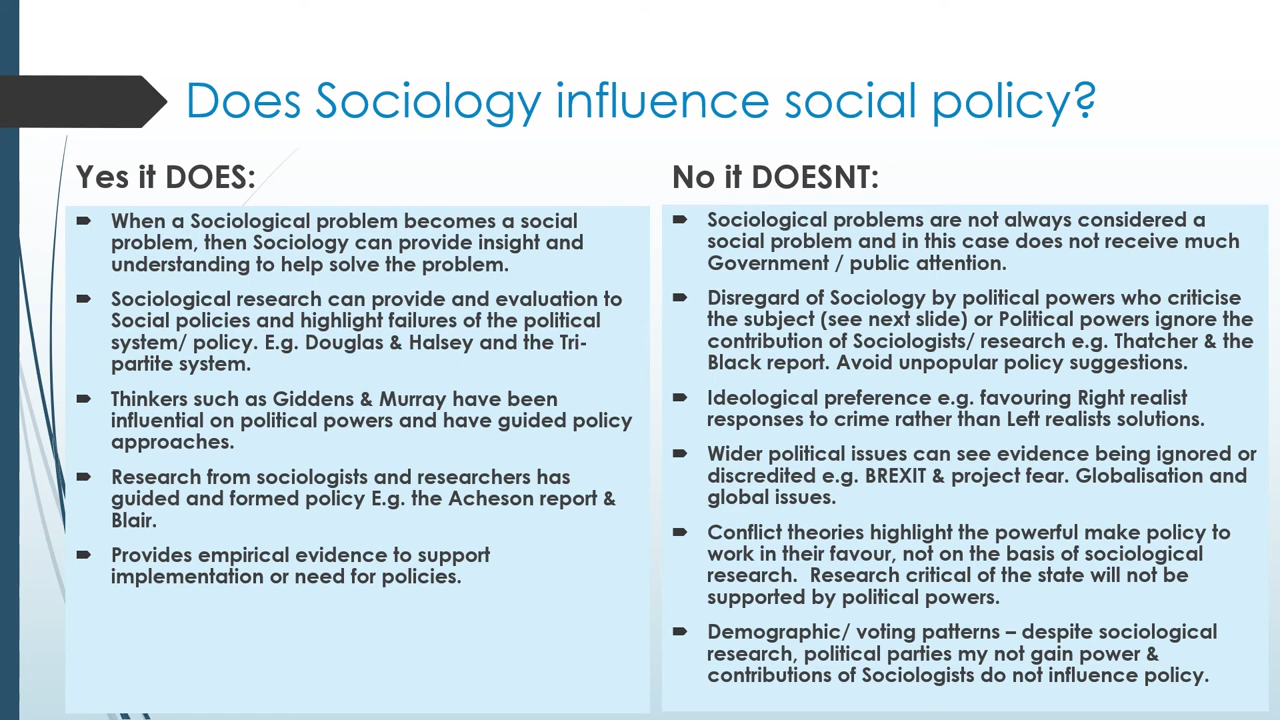 Does Sociology influence social policy?
Yes it DOES:
When a Sociological problem becomes a social
problem, then Sociology can provide insight and
understanding to help solve the problem.
Sociological research can provide and evaluation to
Social policies and highlight failures of the political
system/ policy. E.g. Douglas & Halsey and the Tri-
partite system.
Thinkers such as Giddens & Murray have been
influential on political powers and have guided policy
approaches.
Research from sociologists and researchers has
guided and formed policy E.g. the Acheson report &
Blair.
Provides empirical evidence to support
implementation or need for policies.
No it DOESNT:
Sociological problems are not always considered a
social problem and in this case does not receive much
Government / public attention.
Disregard of Sociology by political powers who criticise
the subject (see next slide) or Political powers ignore the
contribution of Sociologists/ research e.g. Thatcher & the
Black report. Avoid unpopular policy suggestions.
Ideological preference e.g. favouring Right realist
responses to crime rather than Left realists solutions.
Wider political issues can see evidence being ignored or
discredited e.g. BREXIT & project fear. Globalisation and
global issues.
Conflict theories highlight the powerful make policy to
work in their favour, not on the basis of sociological
research.  Research critical of the state will not be
supported by political powers.
Demographic/ voting patterns – despite sociological
research, political parties my not gain power &
contributions of Sociologists do not influence policy.